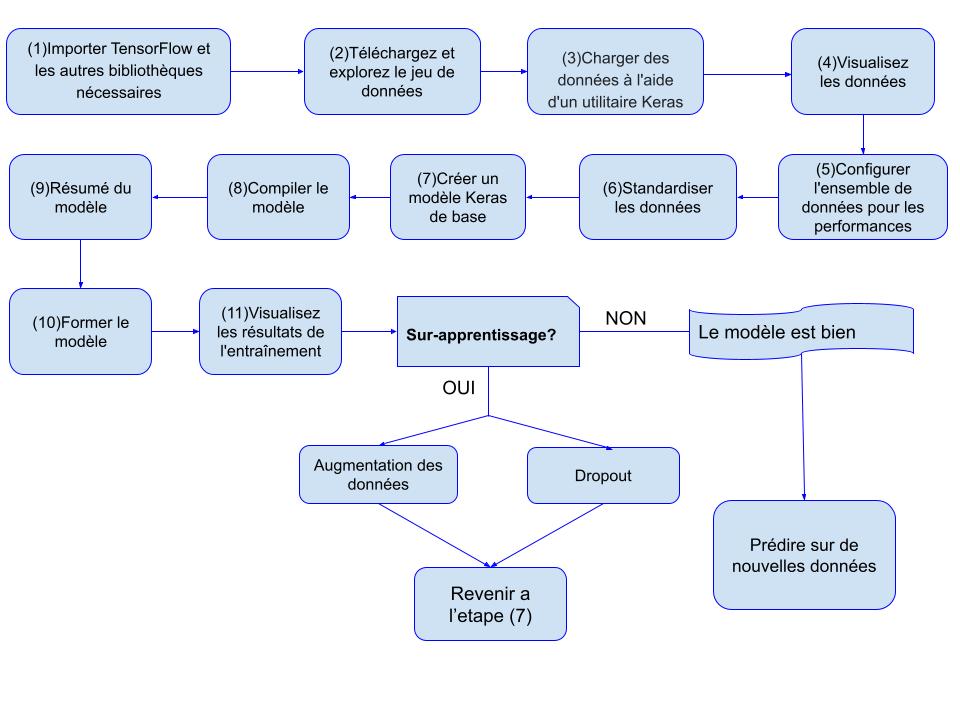 (1)Importer TensorFlow et
les autres bibliothèques
nécessaires
(2)Téléchargez et
explorez le jeu de
données
(3)Charger des
données à l'aide
d'un utilitaire Keras
(4)Visualisez
les données
(5)Configurer
l'ensemble de
données pour les
performances
(6)Standardiser
les données
(7)Créer un
modèle Keras
de base
(8)Compiler le
modèle
(9)Résumé du
modèle
(10)Former le
modèle
(11)Visualisez
les résultats de
l'entraînement
Sur-apprentissage?
NON
Le modèle est bien
OUI
Augmentation des
données
Dropout
Prédire sur de
nouvelles données
Revenir a
l’etape (7)